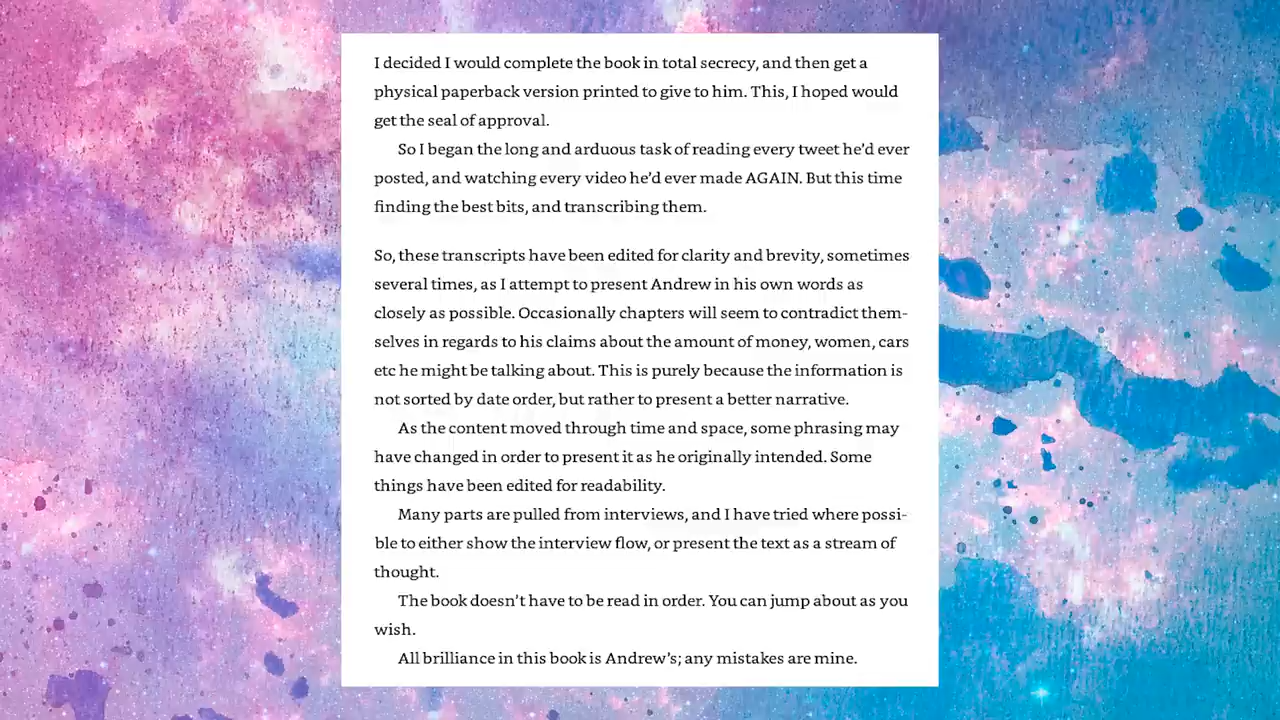 I decided I would complete the book in total secrecy, and then get a
physical paperback version printed to give to him. This, I hoped would
get the seal of approval.
So I began the long and arduous task of reading every tweet he’d ever
posted, and watching every video he’d ever made AGAIN. But this time
finding the best bits, and transcribing them.
So, these transcripts have been edited for clarity and brevity, sometimes
several times, as I attempt to present Andrew in his own words as
closely as possible. Occasionally chapters will seem to contradict them-
selves in regards to his claims about the amount of money, women, cars
etc he might be talking about. This is purely because the information is
not sorted by date order, but rather to present a better narrative.
As the content moved through time and space, some phrasing may
have changed in order to present it as he originally intended. Some
things have been edited for readability.
Many parts are pulled from interviews, and I have tried where possi-
ble to either show the interview flow, or present the text as a stream of
thought.
The book doesn’t have to be read in order. You can jump about as you
wish.
All brilliance in this book is Andrew’s; any mistakes are mine.